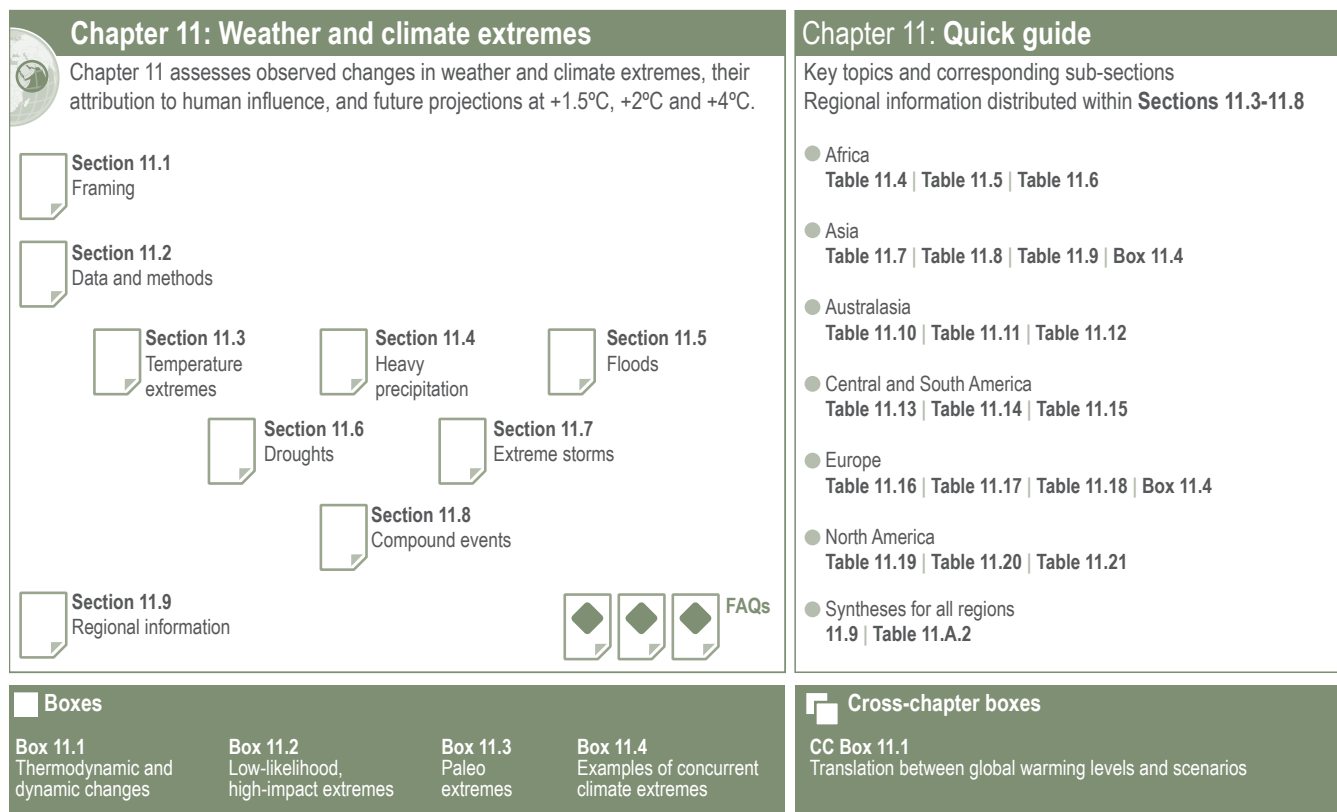 Chapter 11: Weather and climate extremes
Chapter 11 assesses observed changes in weather and climate extremes, their
attribution to human influence, and future projections at +1.5ºC, +2ºC and +4ºC.
Section 11.1
Framing
Section 11.2
Data and methods
Section 11.3
Temperature
extremes
Section 11.4
Heavy
precipitation
Section 11.5
Floods
Section 11.6
Droughts
Section 11.7
Extreme storms
Section 11.8
Compound events
Section 11.9
Regional information
FAQs
Chapter 11: Quick guide
Key topics and corresponding sub-sections
Regional information distributed within Sections 11.3-11.8
Africa
Table 11.4 | Table 11.5 | Table 11.6
Asia
Table 11.7 | Table 11.8 | Table 11.9 | Box 11.4
Australasia
Table 11.10 | Table 11.11 | Table 11.12
Central and South America
Table 11.13 | Table 11.14 | Table 11.15
Europe
Table 11.16 | Table 11.17 | Table 11.18 | Box 11.4
North America
Table 11.19 | Table 11.20 | Table 11.21
Syntheses for all regions
11.9 | Table 11.A.2
Boxes
Box 11.1
Thermodynamic and
dynamic changes
Box 11.2
Low-likelihood,
high-impact extremes
Box 11.3
Paleo
extremes
Box 11.4
Examples of concurrent
climate extremes
Cross-chapter boxes
CC Box 11.1
Translation between global warming levels and scenarios